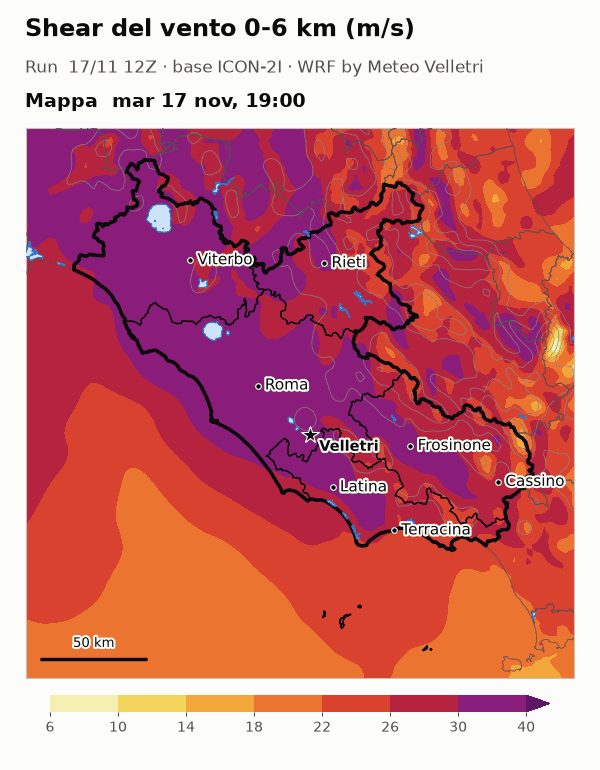 Shear del vento 0-6 km (m/s)
Run  17/11 12Z · base ICON-2I · WRF by Meteo Velletri
Mappa  mar 17 nov, 19:00
Viterbo
Rieti
Roma
Velletri
Frosinone
Latina
Cassino
Terracina
50 km
6 10 14 18 22 26 30 40